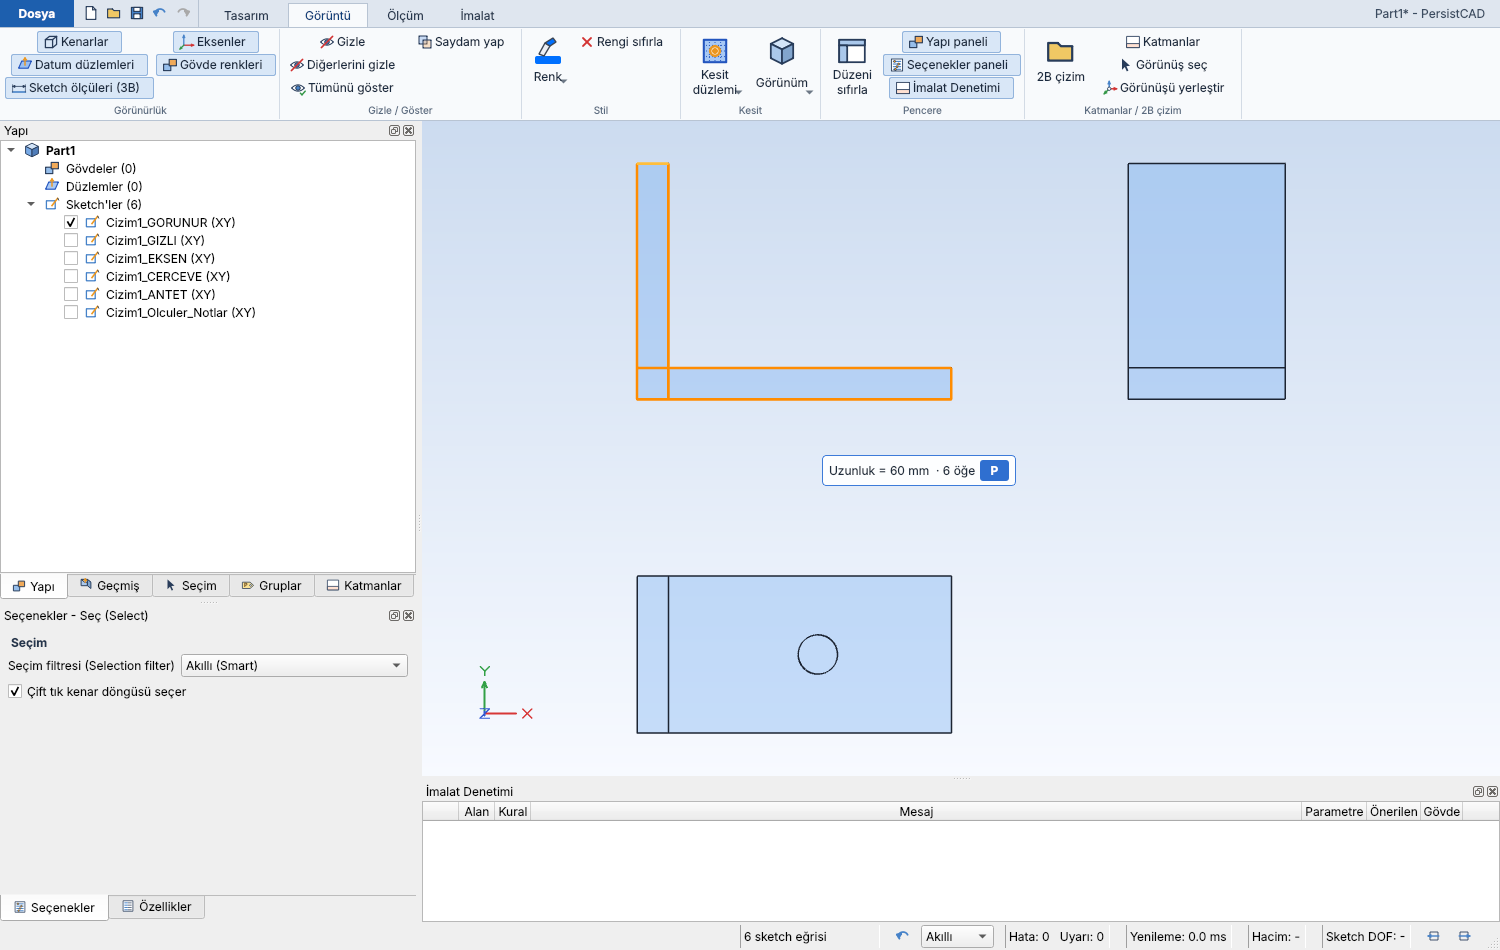 Dosya
Tasarım
Görüntü
Ölçüm
İmalat
Part1* - PersistCAD
Kenarlar
Eksenler
Datum düzlemleri
Gövde renkleri
Sketch ölçüleri (3B)
Görünürlük
Gizle
Saydam yap
Diğerlerini gizle
Tümünü göster
Gizle / Göster
Renk
Rengi sıfırla
Stil
Kesit düzlemi
Görünüm
Kesit
Düzeni sıfırla
Yapı paneli
Seçenekler paneli
İmalat Denetimi
Pencere
2B çizim
Katmanlar
Görünüş seç
Görünüşü yerleştir
Katmanlar / 2B çizim
Yapı
Part1
Gövdeler (0)
Düzlemler (0)
Sketch'ler (6)
Cizim1_GORUNUR (XY)
Cizim1_GIZLI (XY)
Cizim1_EKSEN (XY)
Cizim1_CERCEVE (XY)
Cizim1_ANTET (XY)
Cizim1_Olculer_Notlar (XY)
Yapı
Geçmiş
Seçim
Gruplar
Katmanlar
Seçenekler - Seç (Select)
Seçim
Seçim filtresi (Selection filter)
Akıllı (Smart)
Çift tık kenar döngüsü seçer
Seçenekler
Özellikler
Uzunluk = 60 mm · 6 öğe
P
Y
Z
X
İmalat Denetimi
Alan
Kural
Mesaj
Parametre
Önerilen
Gövde
6 sketch eğrisi
Akıllı
Hata: 0
Uyarı: 0
Yenileme: 0.0 ms
Hacim: -
Sketch DOF: -